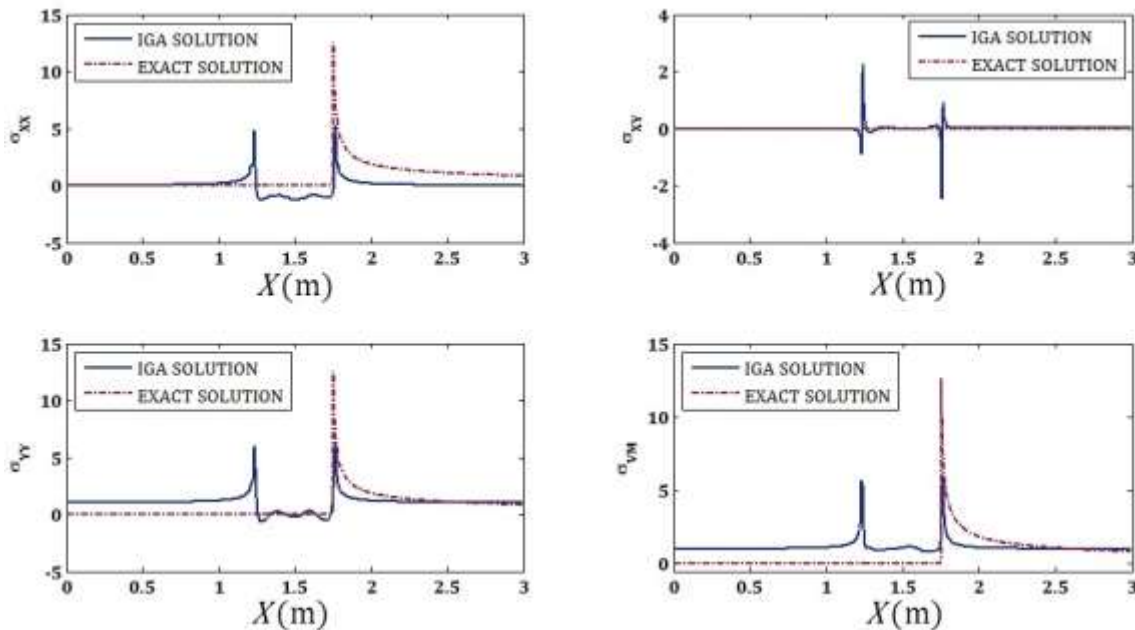 15
10
5
0
-5
σXX
IGA SOLUTION
EXACT SOLUTION
0 0.5 1 1.5 2 2.5 3
X(m)
4
2
0
-2
-4
σXY
IGA SOLUTION
EXACT SOLUTION
0 0.5 1 1.5 2 2.5 3
X(m)
15
10
5
0
-5
σYY
IGA SOLUTION
EXACT SOLUTION
0 0.5 1 1.5 2 2.5 3
X(m)
15
10
5
0
σVM
IGA SOLUTION
EXACT SOLUTION
0 0.5 1 1.5 2 2.5 3
X(m)